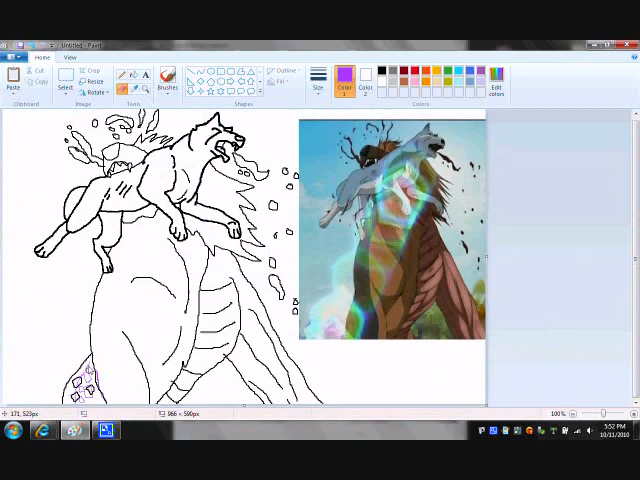 Untitled - Paint
Home View
Paste
Cut
Copy
Select
Crop
Resize
Rotate
Brushes
Outline
Fill
Size
Color 1
Color 2
Edit colors
Clipboard Image Tools Shapes Colors
171, 523px
966 × 590px
100%
5:52 PM
10/11/2010